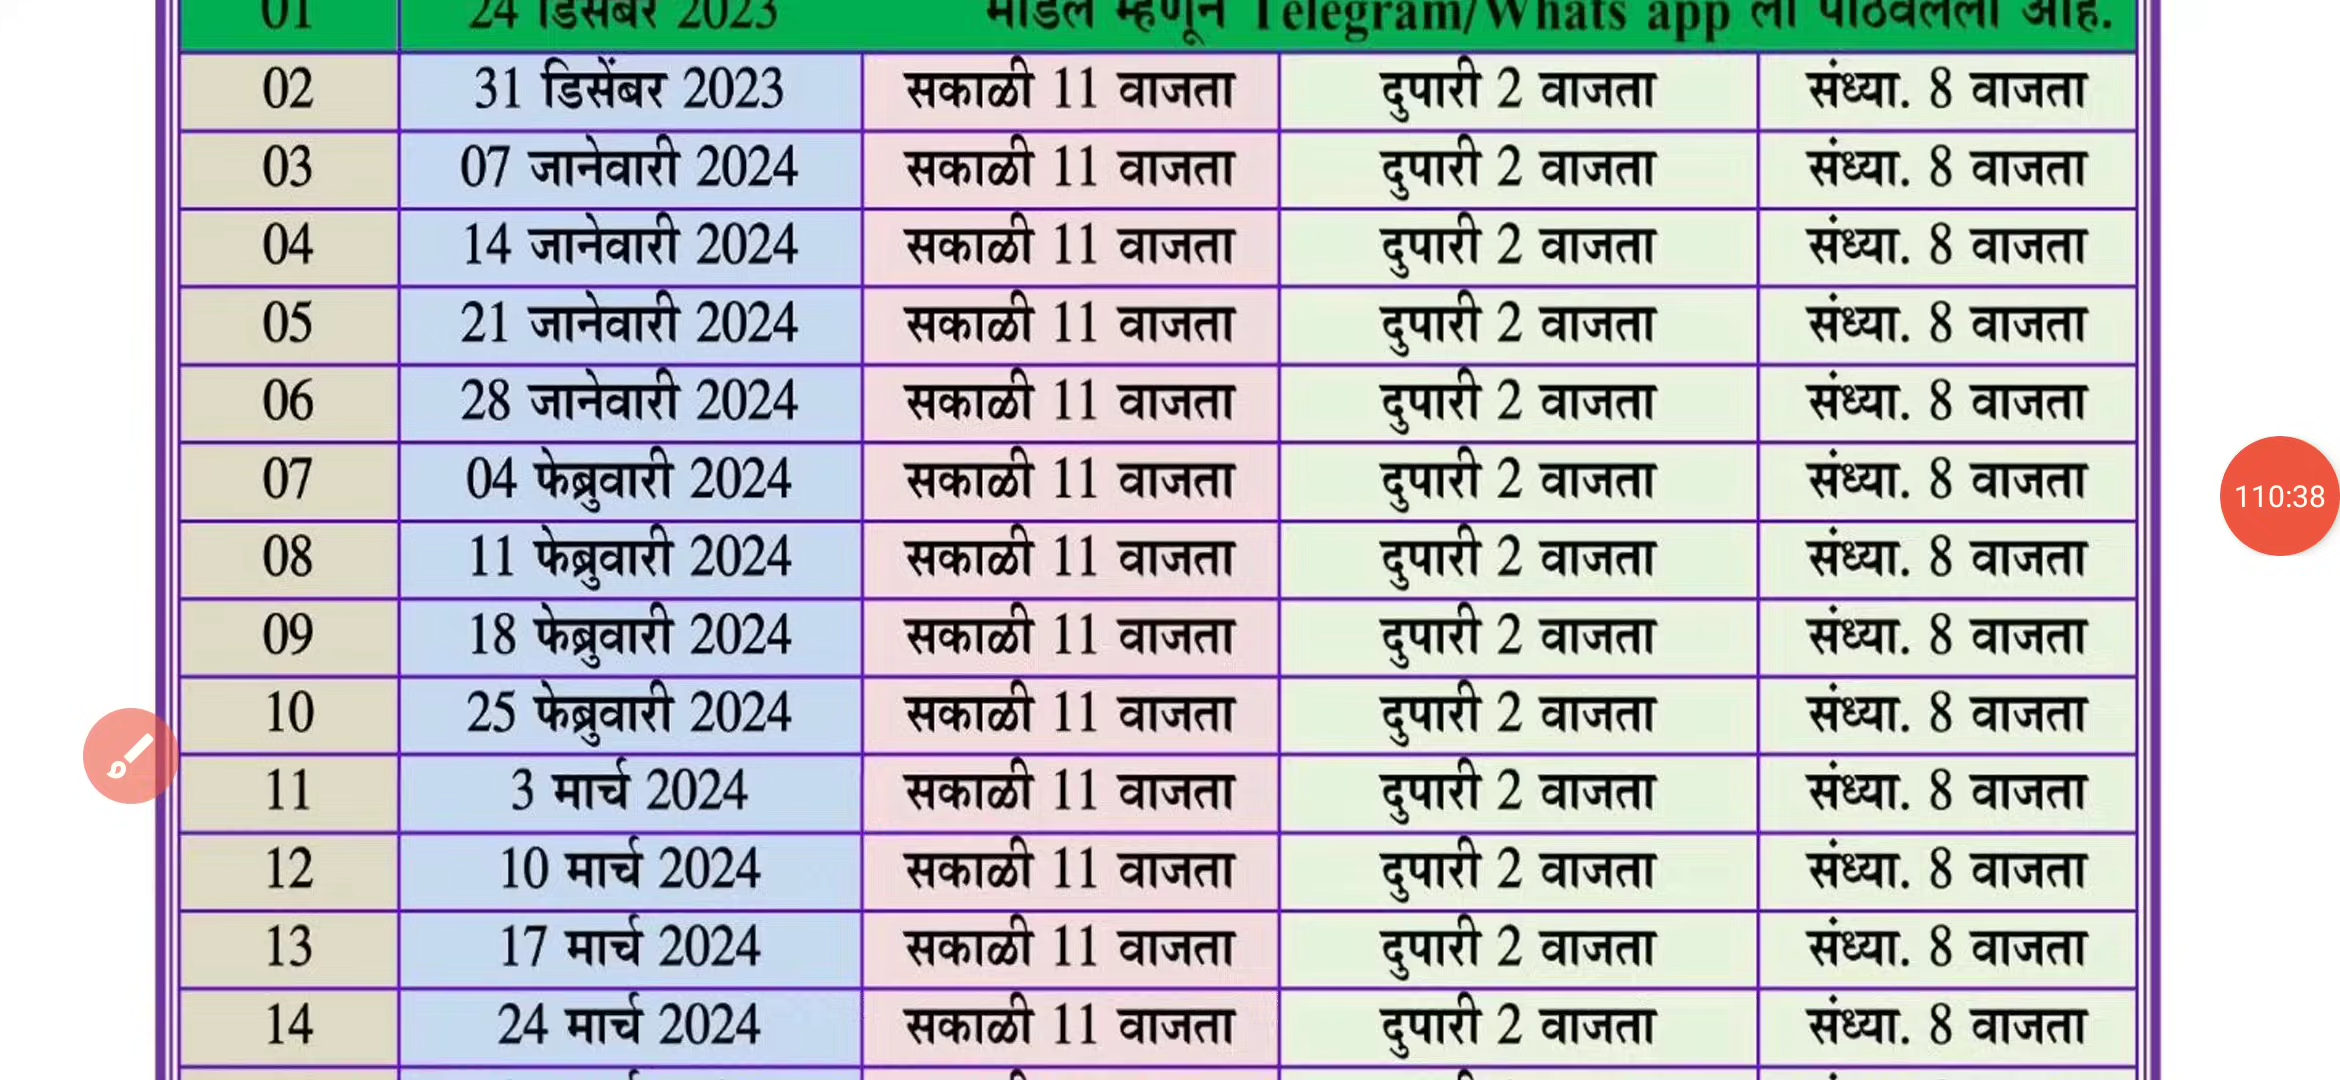 01 24 डिसेंबर 2023 मॉडेल म्हणून Telegram/Whats app ला पाठवलेला आहे.
02 31 डिसेंबर 2023 सकाळी 11 वाजता दुपारी 2 वाजता संध्या. 8 वाजता
03 07 जानेवारी 2024 सकाळी 11 वाजता दुपारी 2 वाजता संध्या. 8 वाजता
04 14 जानेवारी 2024 सकाळी 11 वाजता दुपारी 2 वाजता संध्या. 8 वाजता
05 21 जानेवारी 2024 सकाळी 11 वाजता दुपारी 2 वाजता संध्या. 8 वाजता
06 28 जानेवारी 2024 सकाळी 11 वाजता दुपारी 2 वाजता संध्या. 8 वाजता
07 04 फेब्रुवारी 2024 सकाळी 11 वाजता दुपारी 2 वाजता संध्या. 8 वाजता
110:38
08 11 फेब्रुवारी 2024 सकाळी 11 वाजता दुपारी 2 वाजता संध्या. 8 वाजता
09 18 फेब्रुवारी 2024 सकाळी 11 वाजता दुपारी 2 वाजता संध्या. 8 वाजता
10 25 फेब्रुवारी 2024 सकाळी 11 वाजता दुपारी 2 वाजता संध्या. 8 वाजता
11 3 मार्च 2024 सकाळी 11 वाजता दुपारी 2 वाजता संध्या. 8 वाजता
12 10 मार्च 2024 सकाळी 11 वाजता दुपारी 2 वाजता संध्या. 8 वाजता
13 17 मार्च 2024 सकाळी 11 वाजता दुपारी 2 वाजता संध्या. 8 वाजता
14 24 मार्च 2024 सकाळी 11 वाजता दुपारी 2 वाजता संध्या. 8 वाजता